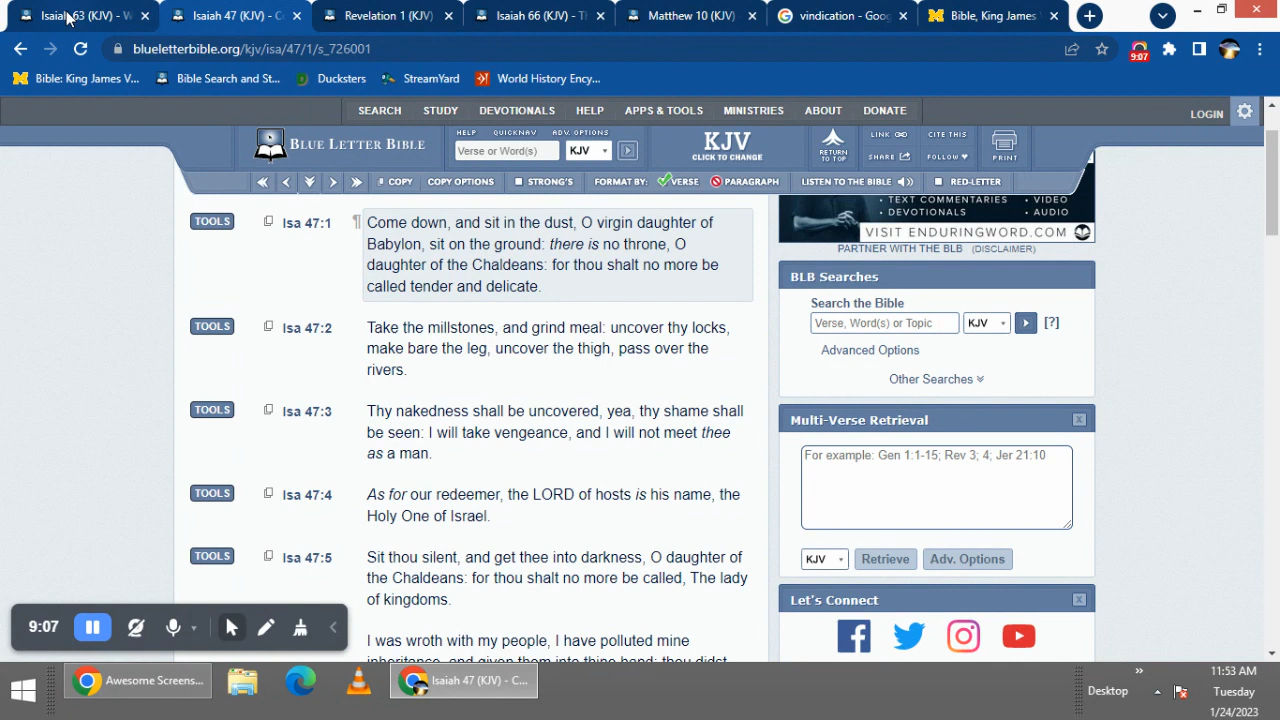 Isaiah 63 (KJV) - W
Isaiah 47 (KJV) - C
Revelation 1 (KJV)
Isaiah 66 (KJV) - Th
Matthew 10 (KJV)
vindication - Goog
Bible, King James V
blueletterbible.org/kjv/isa/47/1/s_726001
9:07
Bible: King James V...
Bible Search and St...
Ducksters
StreamYard
World History Ency...
SEARCH STUDY DEVOTIONALS HELP APPS & TOOLS MINISTRIES ABOUT DONATE
LOGIN
BLUE LETTER BIBLE
HELP QUICKNAV ADV. OPTIONS
Verse or Word(s) KJV
KJV
CLICK TO CHANGE
RETURN
TO TOP
LINK CITE THIS
SHARE FOLLOW
PRINT
COPY COPY OPTIONS STRONG'S FORMAT BY: VERSE PARAGRAPH LISTEN TO THE BIBLE RED-LETTER
TOOLS Isa 47:1 ¶ Come down, and sit in the dust, O virgin daughter of
Babylon, sit on the ground: there is no throne, O
daughter of the Chaldeans: for thou shalt no more be
called tender and delicate.
TOOLS Isa 47:2 Take the millstones, and grind meal: uncover thy locks,
make bare the leg, uncover the thigh, pass over the
rivers.
TOOLS Isa 47:3 Thy nakedness shall be uncovered, yea, thy shame shall
be seen: I will take vengeance, and I will not meet thee
as a man.
TOOLS Isa 47:4 As for our redeemer, the LORD of hosts is his name, the
Holy One of Israel.
TOOLS Isa 47:5 Sit thou silent, and get thee into darkness, O daughter of
the Chaldeans: for thou shalt no more be called, The lady
of kingdoms.
I was wroth with my people, I have polluted mine
inheritance, and given them into thine hand: thou didst
• TEXT COMMENTARIES • VIDEO
• DEVOTIONALS • AUDIO
VISIT ENDURINGWORD.COM
PARTNER WITH THE BLB (DISCLAIMER)
BLB Searches
Search the Bible
Verse, Word(s) or Topic KJV [?]
Advanced Options
Other Searches
Multi-Verse Retrieval x
For example: Gen 1:1-15; Rev 3; 4; Jer 21:10
KJV Retrieve Adv. Options
Let's Connect x
9:07
Awesome Screens...
Isaiah 47 (KJV) - C...
Desktop
11:53 AM
Tuesday
1/24/2023